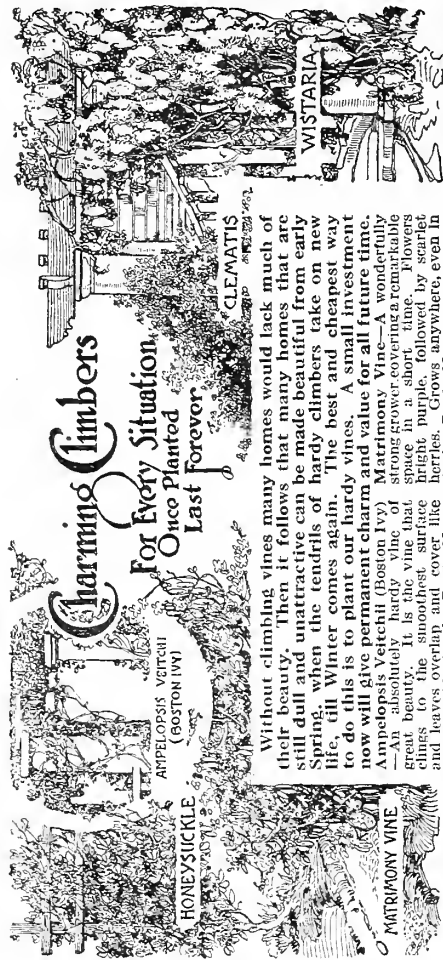 Charming Climbers
For Every Situation,
Once Planted
Last Forever
HONEYSUCKLE
AMPELOPSIS VEITCHI
(BOSTON IVY)
CLEMATIS
WISTARIA
MATRIMONY VINE
Without climbing vines many homes would lack much of
their beauty. Then it follows that many homes that are
still dull and unattractive can be made beautiful from early
Spring, when the tendrils of hardy climbers take on new
life, till Winter comes again. The best and cheapest way
to do this is to plant our hardy vines. A small investment
now will give permanent charm and value for all future time.
Ampelopsis Veitchii (Boston Ivy)
—An absolutely hardy vine of
great beauty. It is the vine that
clings to the smoothest surface
and leaves overlap and cover like
Matrimony Vine—A wonderfully
strong grower, covering a remarkable
space in a short time. Flowers
bright purple, followed by scarlet
berries. Grows anywhere, even in